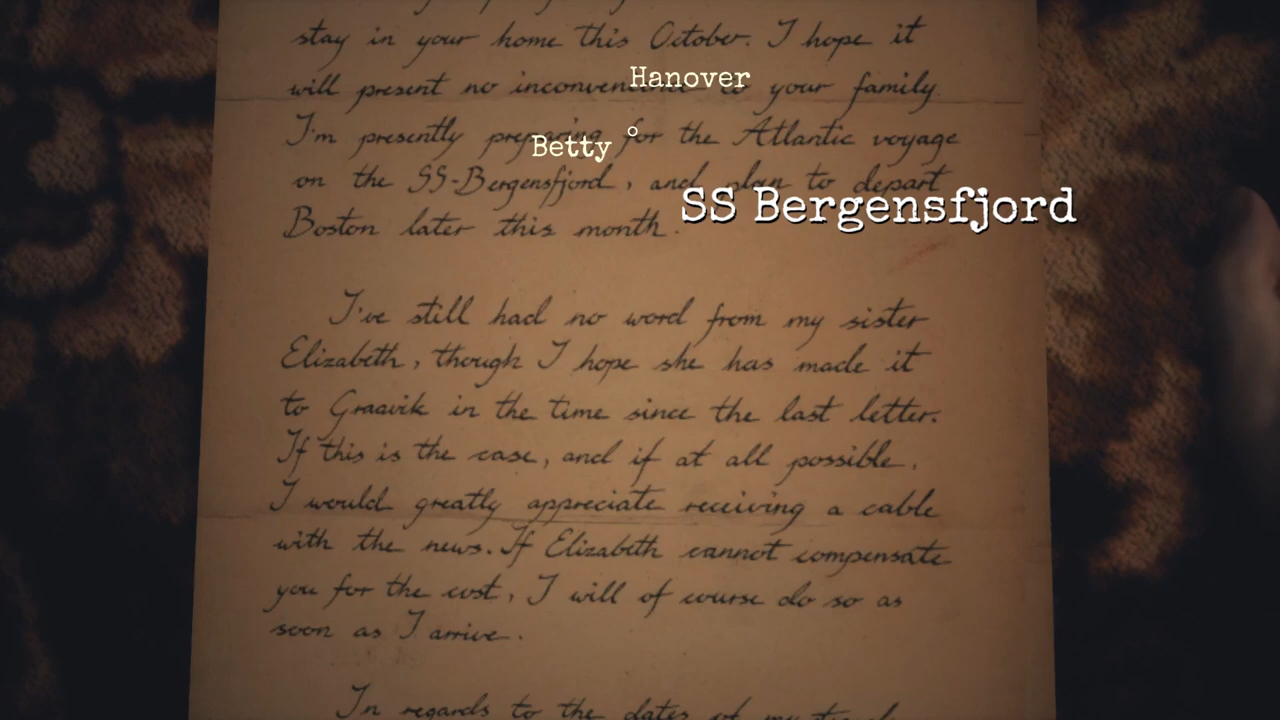 stay in your home this October. I hope it
Hanover
will present no inconvenience to your family.
I'm presently preparing for the Atlantic voyage
Betty
on the SS-Bergensfjord, and plan to depart
SS Bergensfjord
Boston later this month.
I've still had no word from my sister
Elizabeth, though I hope she has made it
to Graavik in the time since the last letter.
If this is the case, and if at all possible,
I would greatly appreciate receiving a cable
with the news. If Elizabeth cannot compensate
you for the cost, I will of course do so as
soon as I arrive.
In regards to the dates of my travel